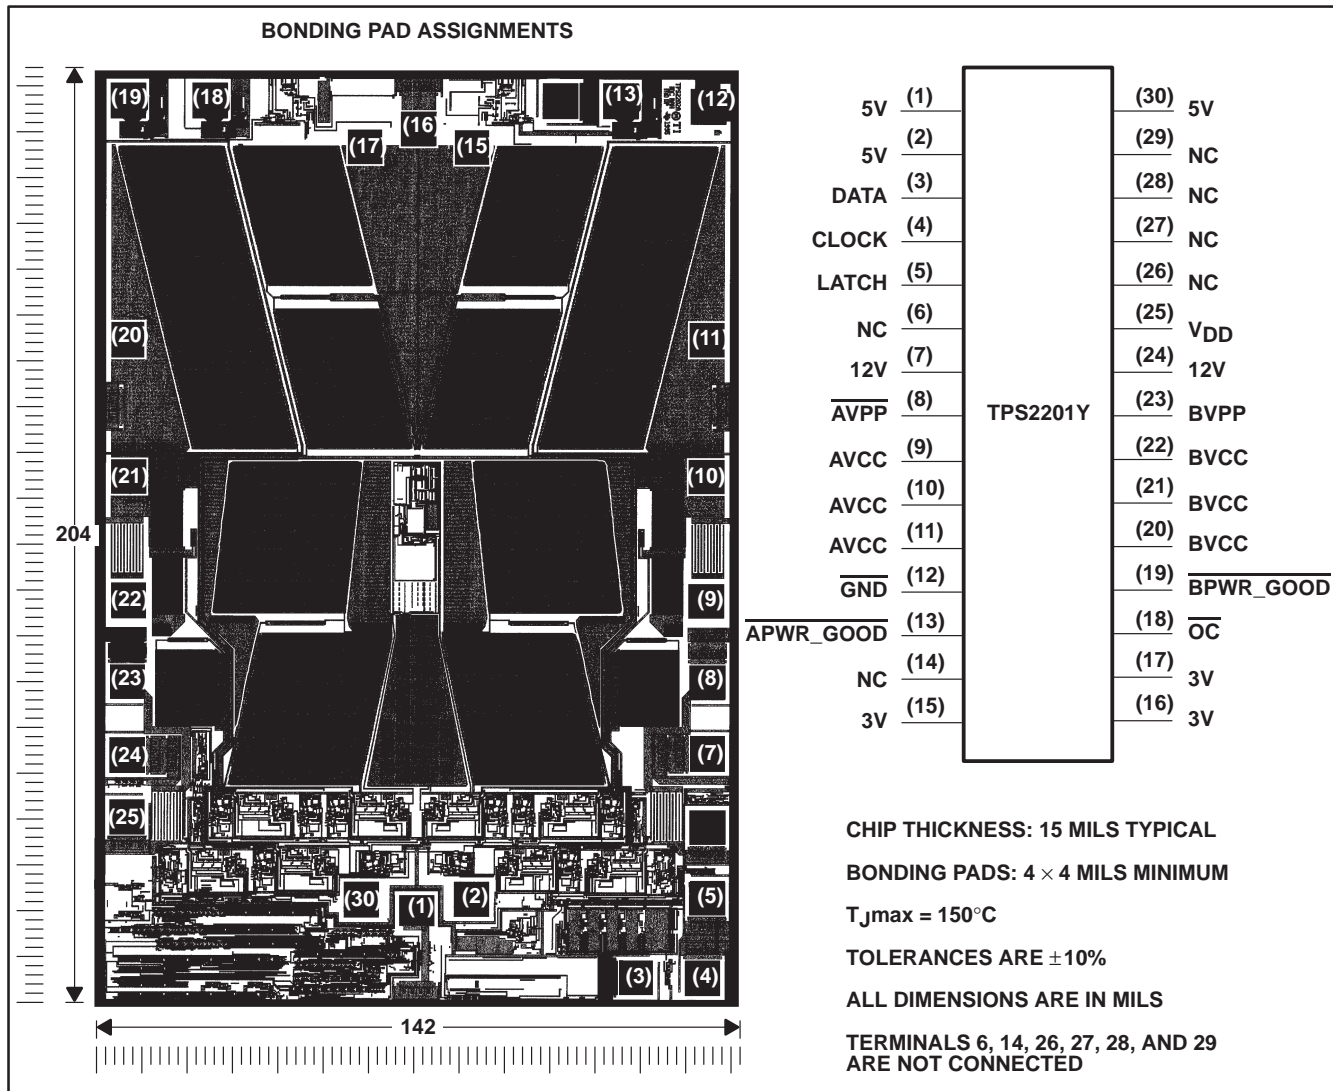 BONDING PAD ASSIGNMENTS
(19) (18) (13) (12)
(16)
(17) (15)
(20) (11)
(21) (10)
204
(22) (9)
(23) (8)
(24) (7)
(25)
(30) (1) (2) (5)
(3) (4)
142
5V (1) (30) 5V
5V (2) (29) NC
DATA (3) (28) NC
CLOCK (4) (27) NC
LATCH (5) (26) NC
NC (6) (25) VDD
12V (7) (24) 12V
AVPP (8) TPS2201Y (23) BVPP
AVCC (9) (22) BVCC
AVCC (10) (21) BVCC
AVCC (11) (20) BVCC
GND (12) (19) BPWR_GOOD
APWR_GOOD (13) (18) OC
NC (14) (17) 3V
3V (15) (16) 3V
CHIP THICKNESS: 15 MILS TYPICAL
BONDING PADS: 4 × 4 MILS MINIMUM
TJmax = 150°C
TOLERANCES ARE ±10%
ALL DIMENSIONS ARE IN MILS
TERMINALS 6, 14, 26, 27, 28, AND 29
ARE NOT CONNECTED